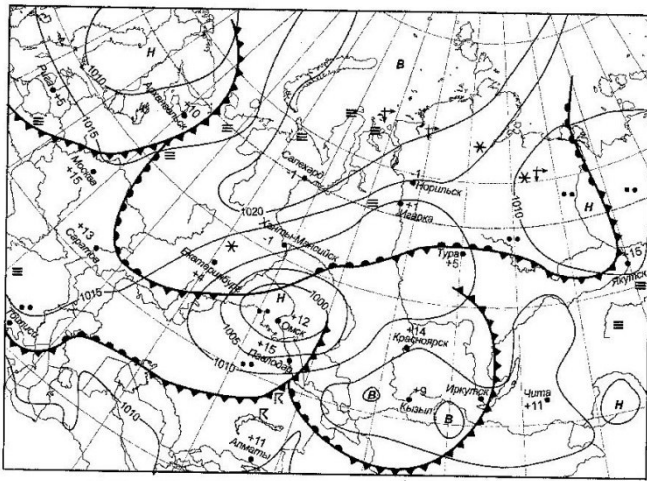 Н
В
1010
Рига
+5
Архангельск
+10
1015
Москва
+15
Салехард
-1
-1
Норильск
+1
Игарка
1020
Ханты-Мансийск
-1
1010
Н
+13
Саратов
Екатеринбург
+4
Тура
+5
+15
Якутск
1015
Н
1000
+12
Омск
1005
+15
Павлодар
1010
+14
Красноярск
Тбилиси
1010
В
+9
Кызыл
В
Иркутск
Чита
+11
Н
+11
Алматы